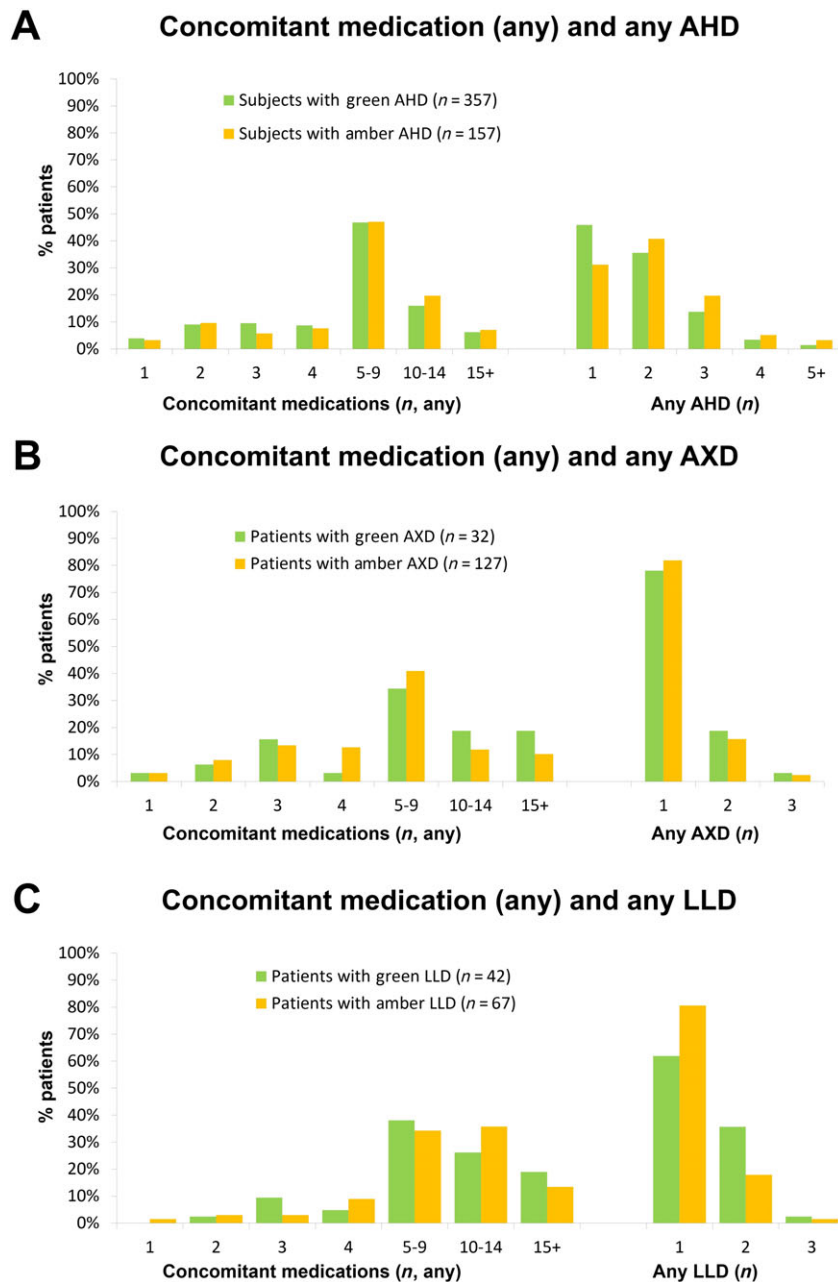 A Concomitant medication (any) and any AHD
100%
90%
80%
70%
60%
50%
40%
30%
20%
10%
0%
% patients
Subjects with green AHD (n = 357)
Subjects with amber AHD (n = 157)
1 2 3 4 5-9 10-14 15+ 1 2 3 4 5+
Concomitant medications (n, any) Any AHD (n)
B Concomitant medication (any) and any AXD
100%
90%
80%
70%
60%
50%
40%
30%
20%
10%
0%
% patients
Patients with green AXD (n = 32)
Patients with amber AXD (n = 127)
1 2 3 4 5-9 10-14 15+ 1 2 3
Concomitant medications (n, any) Any AXD (n)
C Concomitant medication (any) and any LLD
100%
90%
80%
70%
60%
50%
40%
30%
20%
10%
0%
% patients
Patients with green LLD (n = 42)
Patients with amber LLD (n = 67)
1 2 3 4 5-9 10-14 15+ 1 2 3
Concomitant medications (n, any) Any LLD (n)